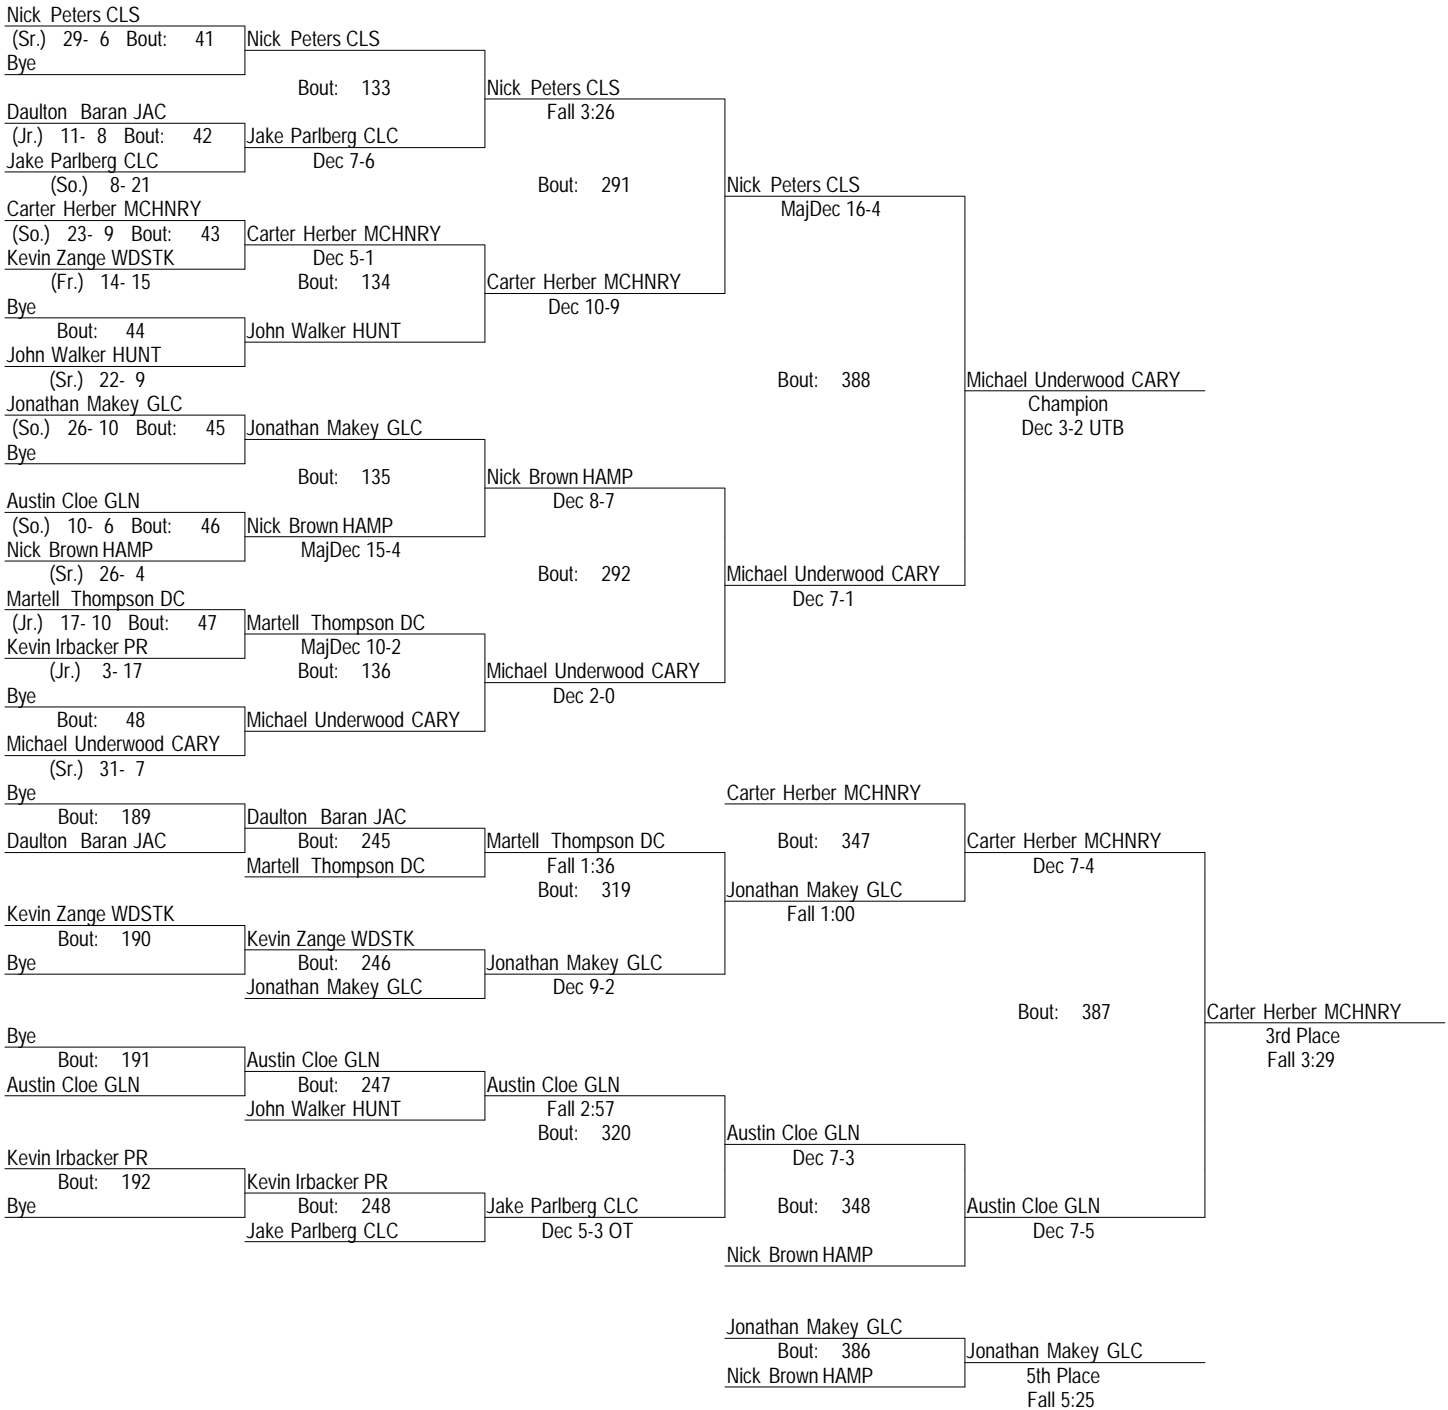 Nick Peters CLS
(Sr.) 29- 6 Bout: 41 Nick Peters CLS
Bye
Bout: 133 Nick Peters CLS
Daulton Baran JAC Fall 3:26
(Jr.) 11- 8 Bout: 42 Jake Parlberg CLC
Jake Parlberg CLC Dec 7-6
(So.) 8- 21 Bout: 291 Nick Peters CLS
Carter Herber MCHNRY MajDec 16-4
(So.) 23- 9 Bout: 43 Carter Herber MCHNRY
Kevin Zange WDSTK Dec 5-1
(Fr.) 14- 15 Bout: 134 Carter Herber MCHNRY
Bye Dec 10-9
Bout: 44 John Walker HUNT
John Walker HUNT
(Sr.) 22- 9 Bout: 388 Michael Underwood CARY
Jonathan Makey GLC Champion
(So.) 26- 10 Bout: 45 Jonathan Makey GLC Dec 3-2 UTB
Bye
Bout: 135 Nick Brown HAMP
Austin Cloe GLN Dec 8-7
(So.) 10- 6 Bout: 46 Nick Brown HAMP
Nick Brown HAMP MajDec 15-4
(Sr.) 26- 4 Bout: 292 Michael Underwood CARY
Martell Thompson DC Dec 7-1
(Jr.) 17- 10 Bout: 47 Martell Thompson DC
Kevin Irbacker PR MajDec 10-2
(Jr.) 3- 17 Bout: 136 Michael Underwood CARY
Bye Dec 2-0
Bout: 48 Michael Underwood CARY
Michael Underwood CARY
(Sr.) 31- 7
Bye Carter Herber MCHNRY
Bout: 189 Daulton Baran JAC
Daulton Baran JAC Bout: 245 Martell Thompson DC Bout: 347 Carter Herber MCHNRY
Martell Thompson DC Fall 1:36 Dec 7-4
Bout: 319 Jonathan Makey GLC
Kevin Zange WDSTK Fall 1:00
Bout: 190 Kevin Zange WDSTK
Bye Bout: 246 Jonathan Makey GLC
Jonathan Makey GLC Dec 9-2
Bout: 387 Carter Herber MCHNRY
Bye 3rd Place
Bout: 191 Austin Cloe GLN Fall 3:29
Austin Cloe GLN Bout: 247 Austin Cloe GLN
John Walker HUNT Fall 2:57
Bout: 320 Austin Cloe GLN
Kevin Irbacker PR Dec 7-3
Bout: 192 Kevin Irbacker PR
Bye Bout: 248 Jake Parlberg CLC Bout: 348 Austin Cloe GLN
Jake Parlberg CLC Dec 5-3 OT Dec 7-5
Nick Brown HAMP
Jonathan Makey GLC
Bout: 386 Jonathan Makey GLC
Nick Brown HAMP 5th Place
Fall 5:25